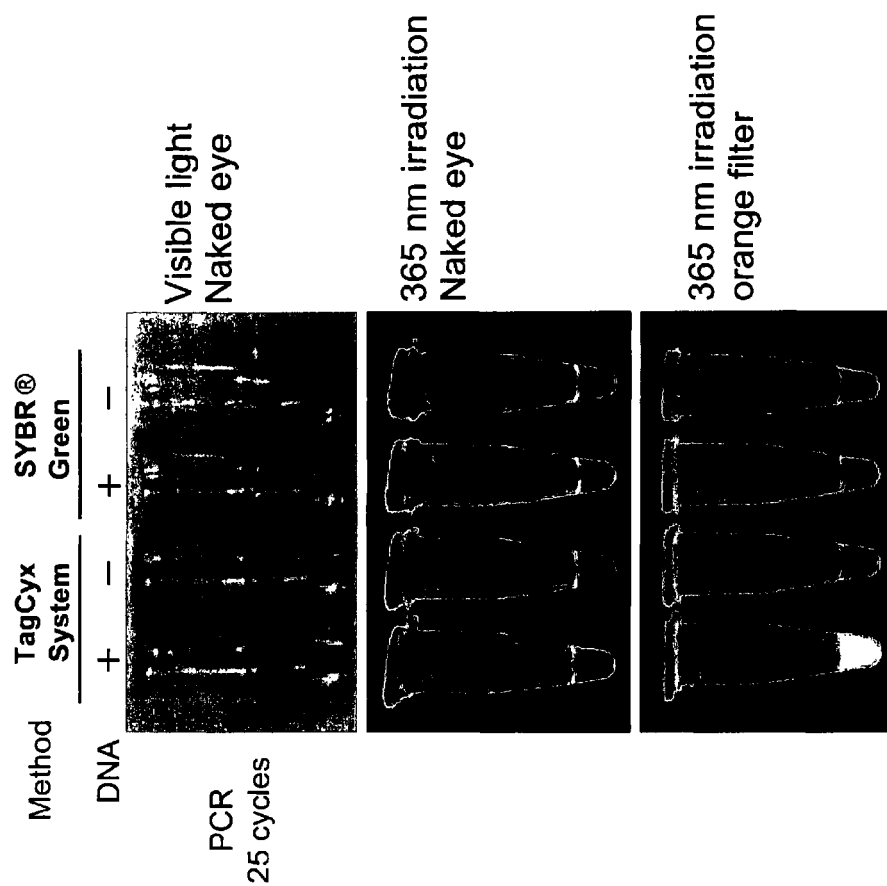 Method
TagCyx
System
SYBR®
Green
DNA
+
−
+
−
PCR
25 cycles
Visible light
Naked eye
365 nm irradiation
Naked eye
365 nm irradiation
orange filter